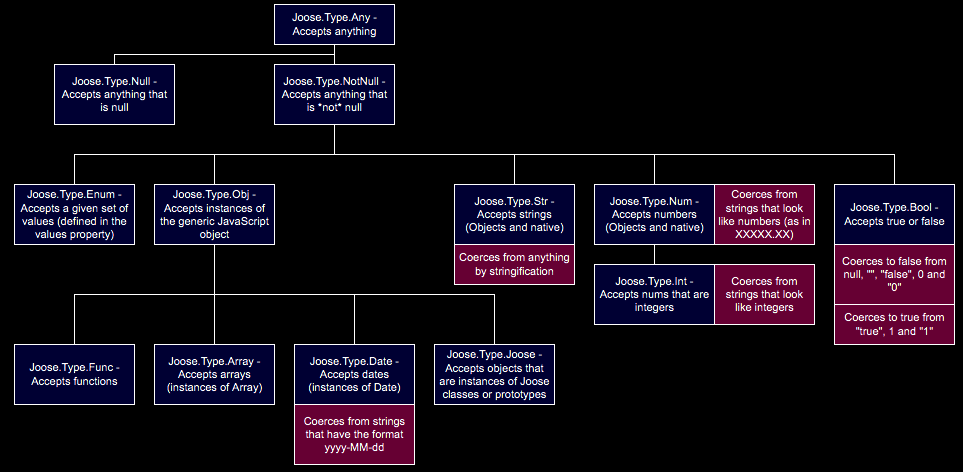 Joose.Type.Any -
Accepts anything
Joose.Type.Null -
Accepts anything that
is null
Joose.Type.NotNull -
Accepts anything that
is *not* null
Joose.Type.Enum -
Accepts a given set of
values (defined in the
values property)
Joose.Type.Obj -
Accepts instances of
the generic JavaScript
object
Joose.Type.Str -
Accepts strings
(Objects and native)
Coerces from anything
by stringification
Joose.Type.Num -
Accepts numbers
(Objects and native)
Coerces from
strings that look
like numbers (as in
XXXXX.XX)
Joose.Type.Bool -
Accepts true or false
Coerces to false from
null, "", "false", 0 and
"0"
Coerces to true from
"true", 1 and "1"
Joose.Type.Int -
Accepts nums that are
integers
Coerces from
strings that look
like integers
Joose.Type.Func -
Accepts functions
Joose.Type.Array -
Accepts arrays
(instances of Array)
Joose.Type.Date -
Accepts dates
(instances of Date)
Coerces from strings
that have the format
yyyy-MM-dd
Joose.Type.Joose -
Accepts objects that
are instances of Joose
classes or prototypes